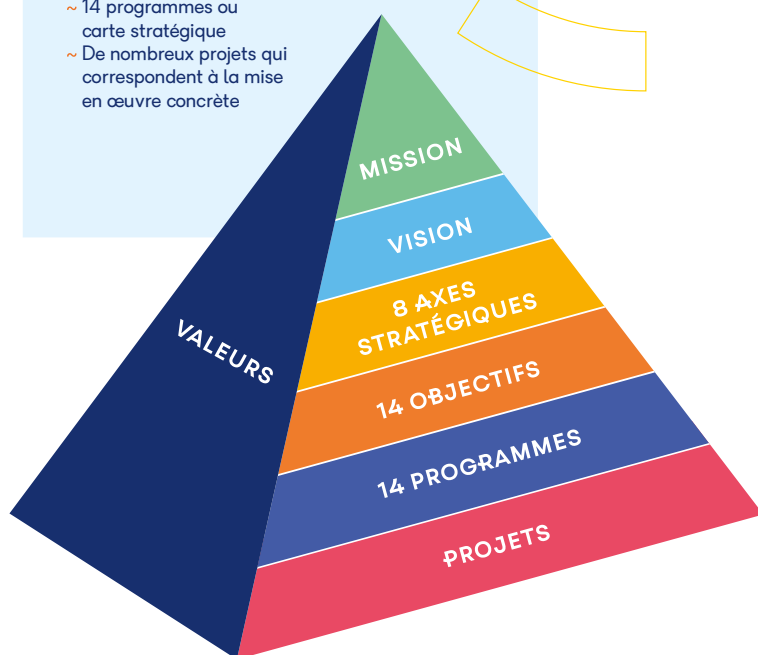 ~ 14 programmes ou
carte stratégique
~ De nombreux projets qui
correspondent à la mise
en œuvre concrète
MISSION
VISION
8 AXES
STRATÉGIQUES
14 OBJECTIFS
14 PROGRAMMES
PROJETS
VALEURS